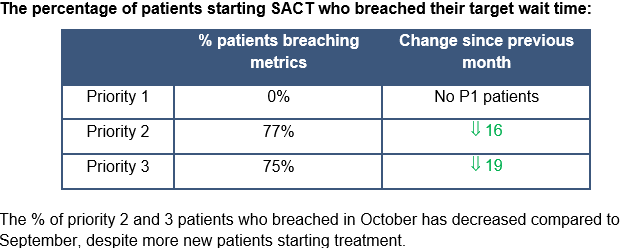 The percentage of patients starting SACT who breached their target wait time:
% patients breaching metrics Change since previous month
Priority 1 0% No P1 patients
Priority 2 77% ⇓ 16
Priority 3 75% ⇓ 19
The % of priority 2 and 3 patients who breached in October has decreased compared to
September, despite more new patients starting treatment.